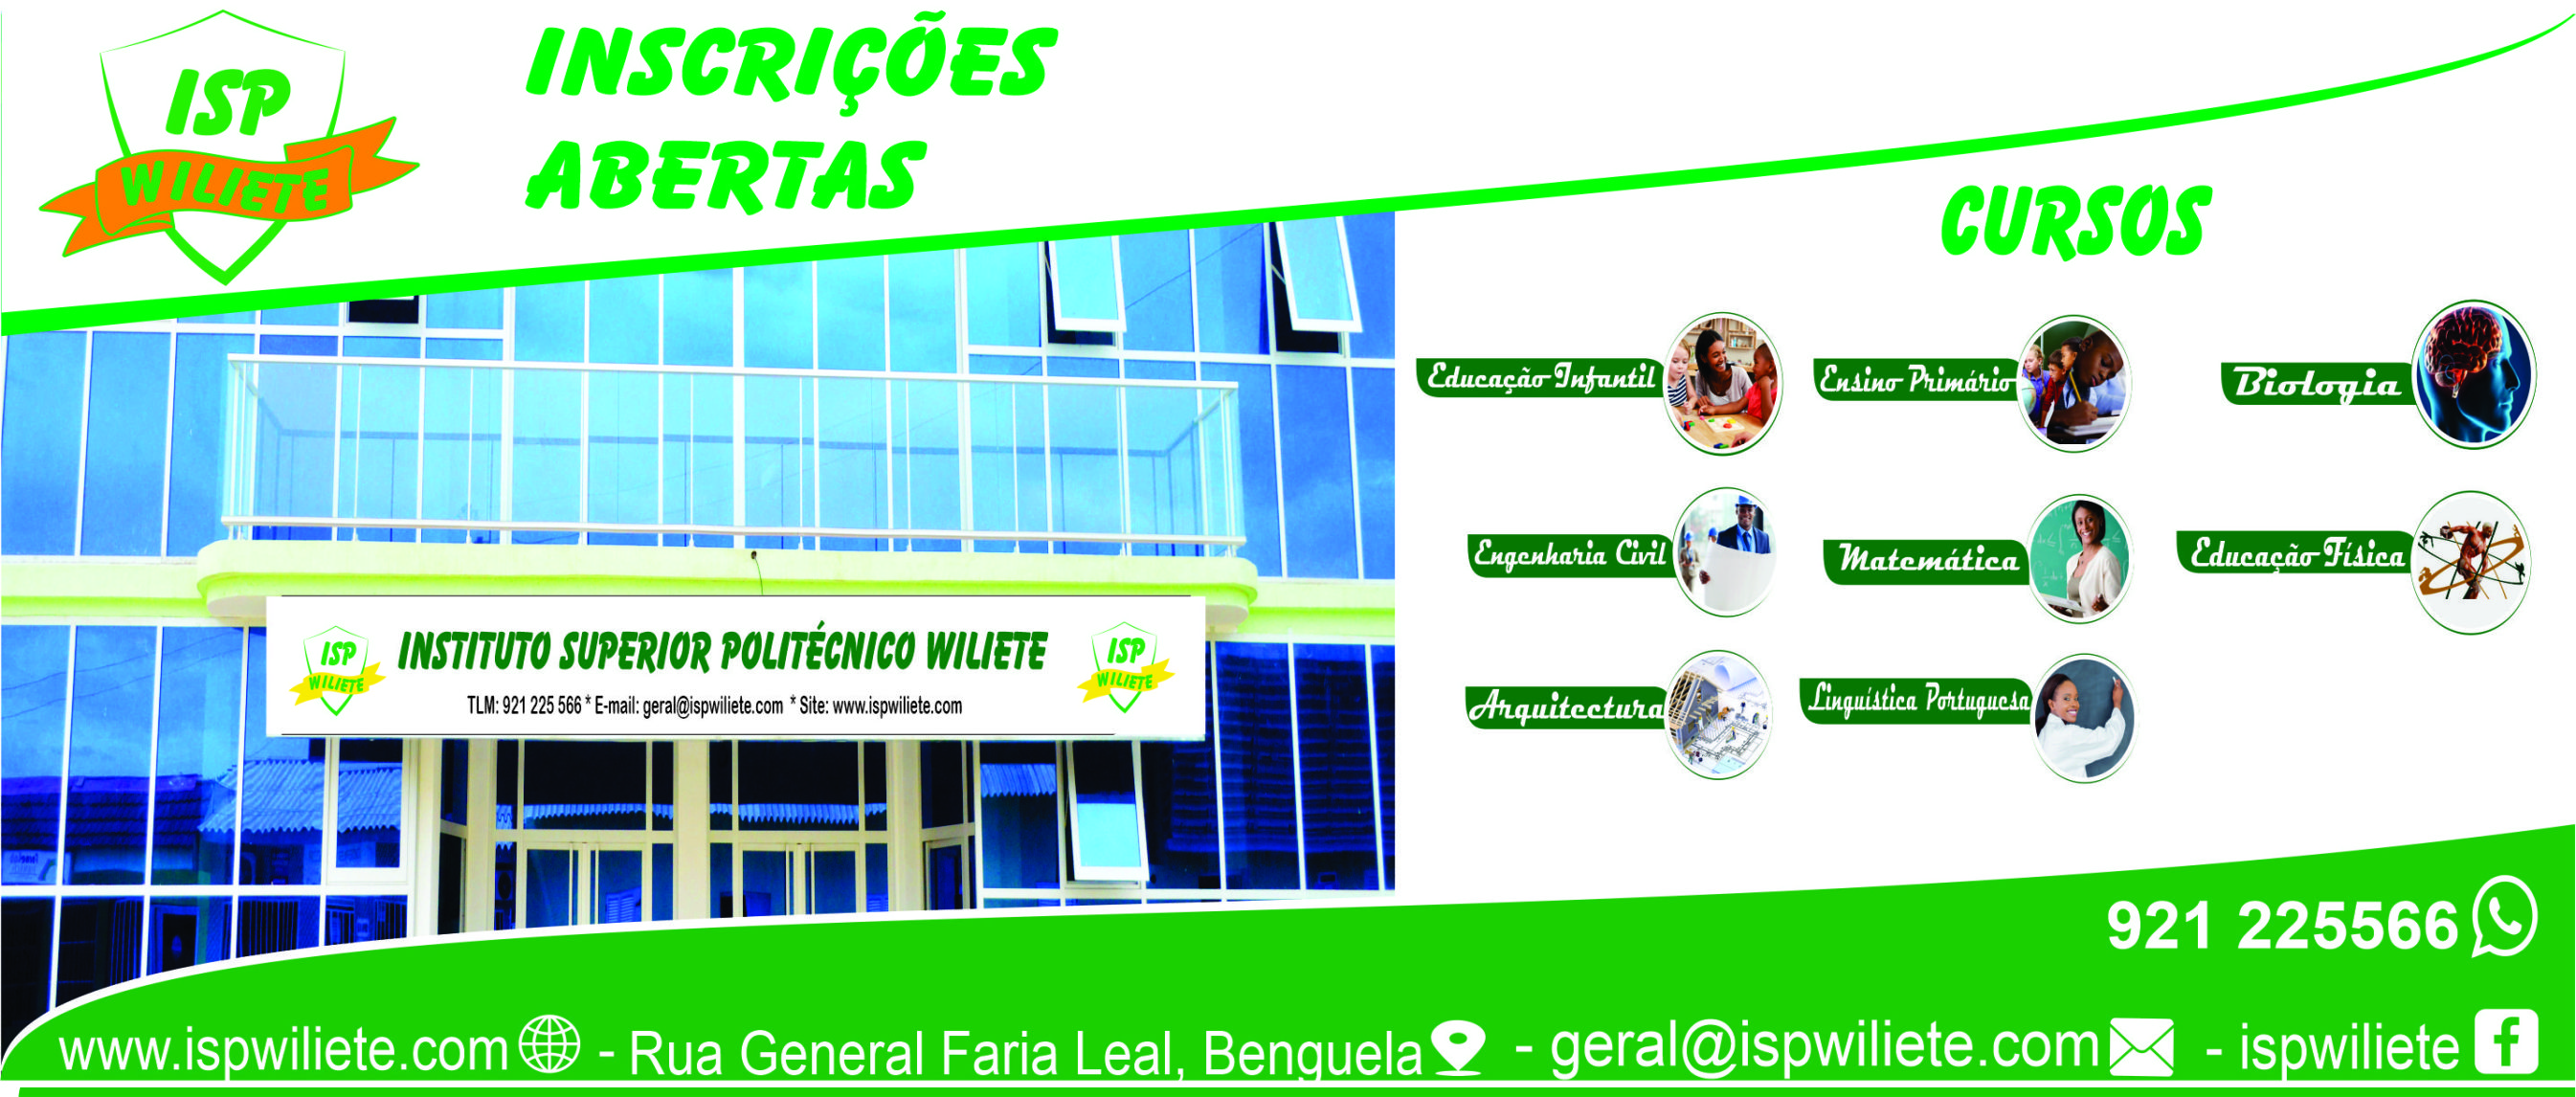 ISP
WILIETE
INSCRIÇÕES
ABERTAS
CURSOS
Educação Infantil
Ensino Primário
Biologia
Engenharia Civil
Matemática
Educação Física
Arquitectura
Linguística Portuguesa
ISP
WILIETE
INSTITUTO SUPERIOR POLITÉCNICO WILIETE
TLM: 921 225 566 * E-mail: geral@ispwiliete.com * Site: www.ispwiliete.com
ISP
WILIETE
921 225566
www.ispwiliete.com - Rua General Faria Leal, Benguela - geral@ispwiliete.com - ispwiliete